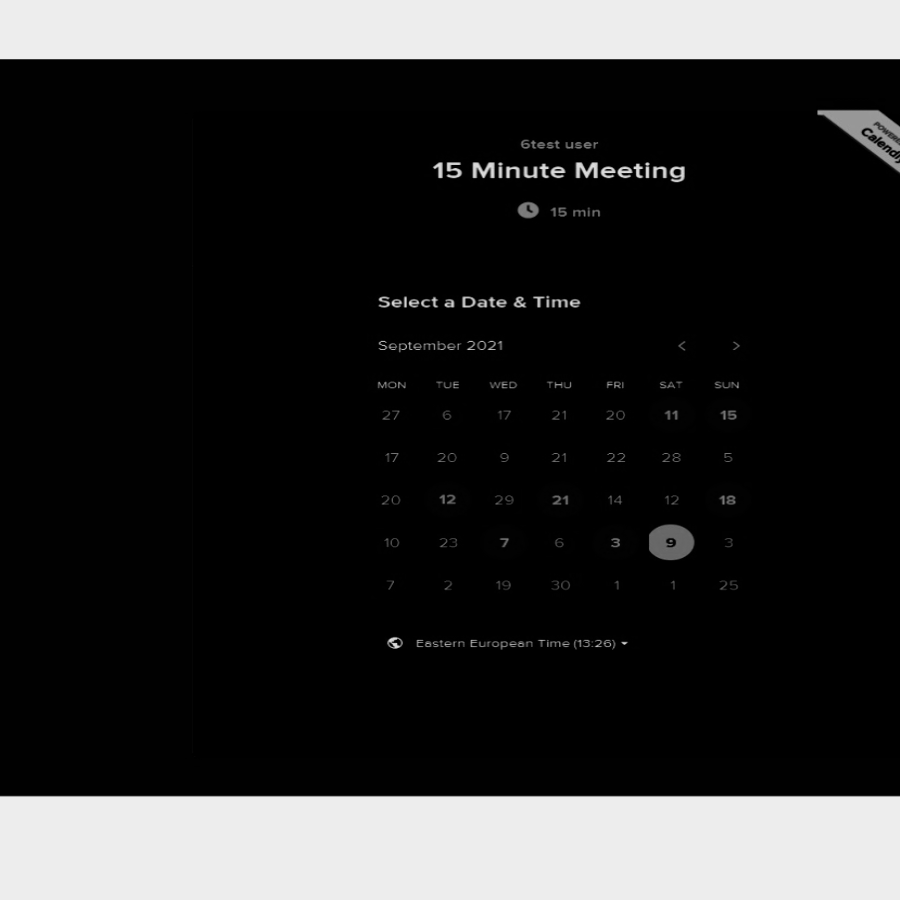 POWERED
Calendly
6test user
15 Minute Meeting
15 min
Select a Date & Time
September 2021
< >
MON TUE WED THU FRI SAT SUN
27 6 17 21 20 11 15
17 20 9 21 22 28 5
20 12 29 21 14 12 18
10 23 7 6 3 9 3
7 2 19 30 1 1 25
Eastern European Time (13:26)